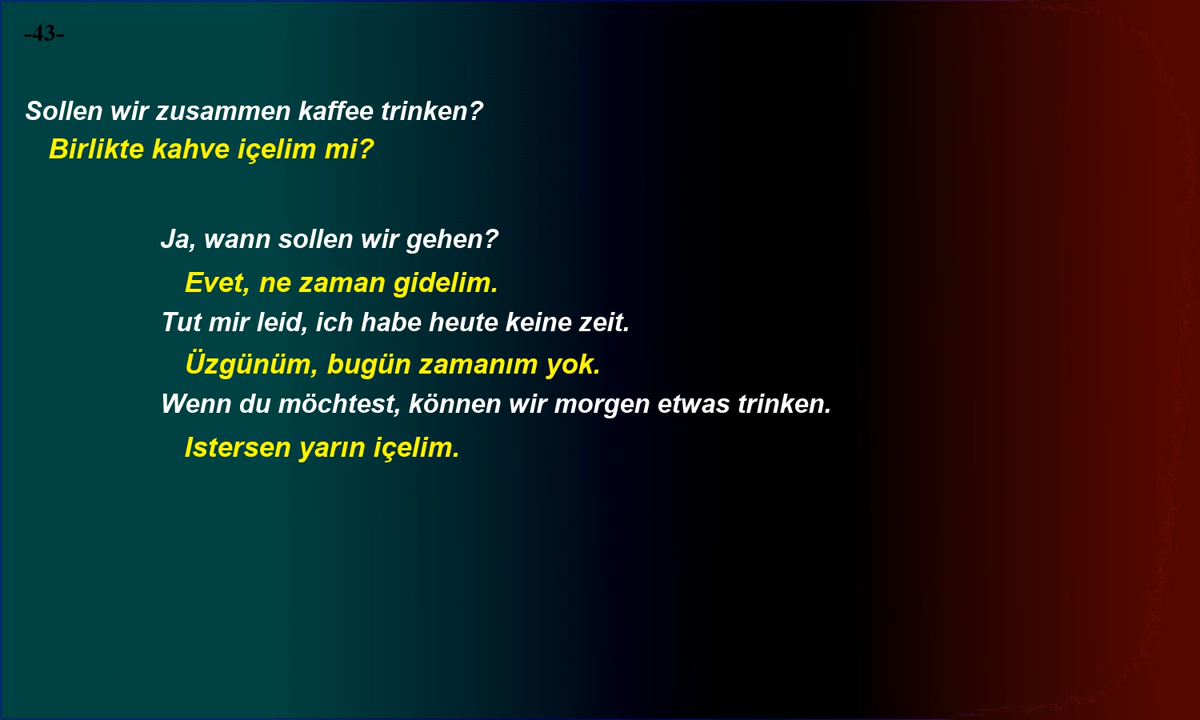 -43-
Sollen wir zusammen kaffee trinken?
Birlikte kahve içelim mi?
Ja, wann sollen wir gehen?
Evet, ne zaman gidelim.
Tut mir leid, ich habe heute keine zeit.
Üzgünüm, bugün zamanım yok.
Wenn du möchtest, können wir morgen etwas trinken.
Istersen yarın içelim.